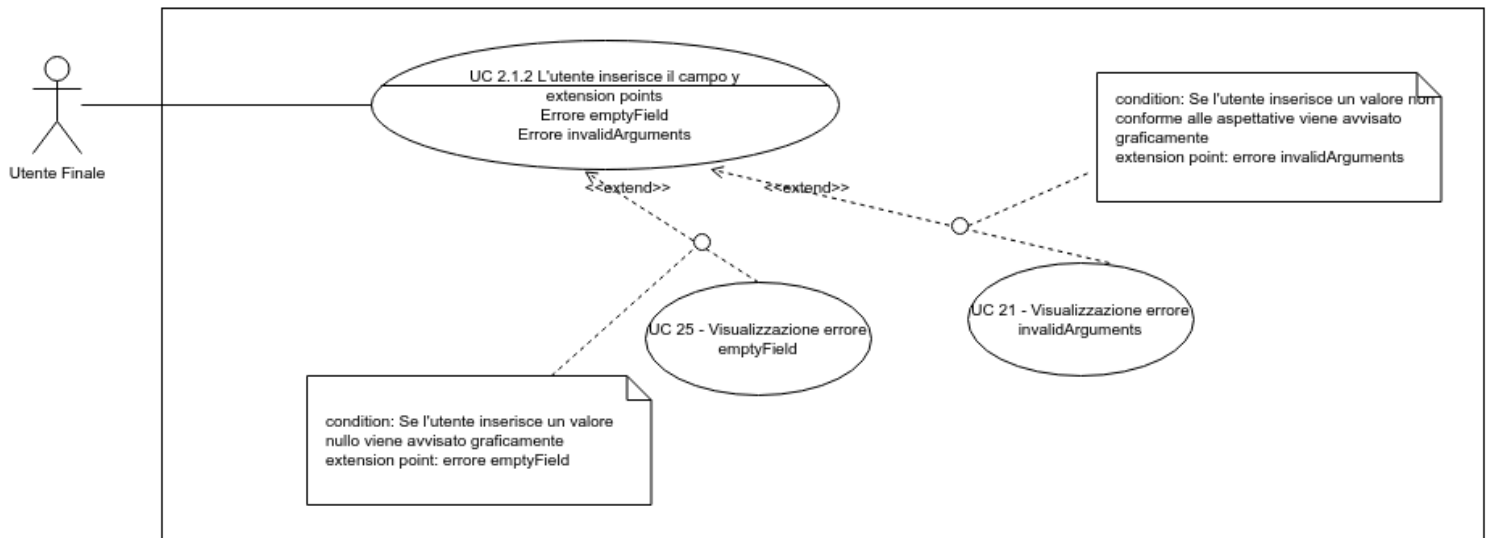 UC 2.1.2 L'utente inserisce il campo y
extension points
Errore emptyField
Errore invalidArguments
Utente Finale
condition: Se l'utente inserisce un valore non
conforme alle aspettative viene avvisato
graficamente
extension point: errore invalidArguments
<<extend>>
<<extend>>
UC 25 - Visualizzazione errore
emptyField
UC 21 - Visualizzazione errore
invalidArguments
condition: Se l'utente inserisce un valore
nullo viene avvisato graficamente
extension point: errore emptyField